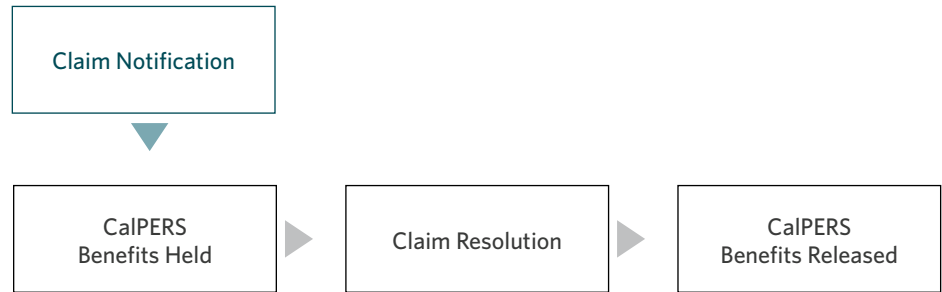 Claim Notification
CalPERS
Benefits Held
Claim Resolution
CalPERS
Benefits Released